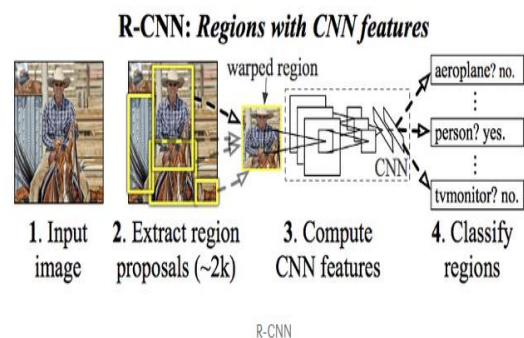 R-CNN: Regions with CNN features
warped region
aeroplane? no.
person? yes.
tvmonitor? no.
CNN
1. Input
image
2. Extract region
proposals (~2k)
3. Compute
CNN features
4. Classify
regions
R-CNN